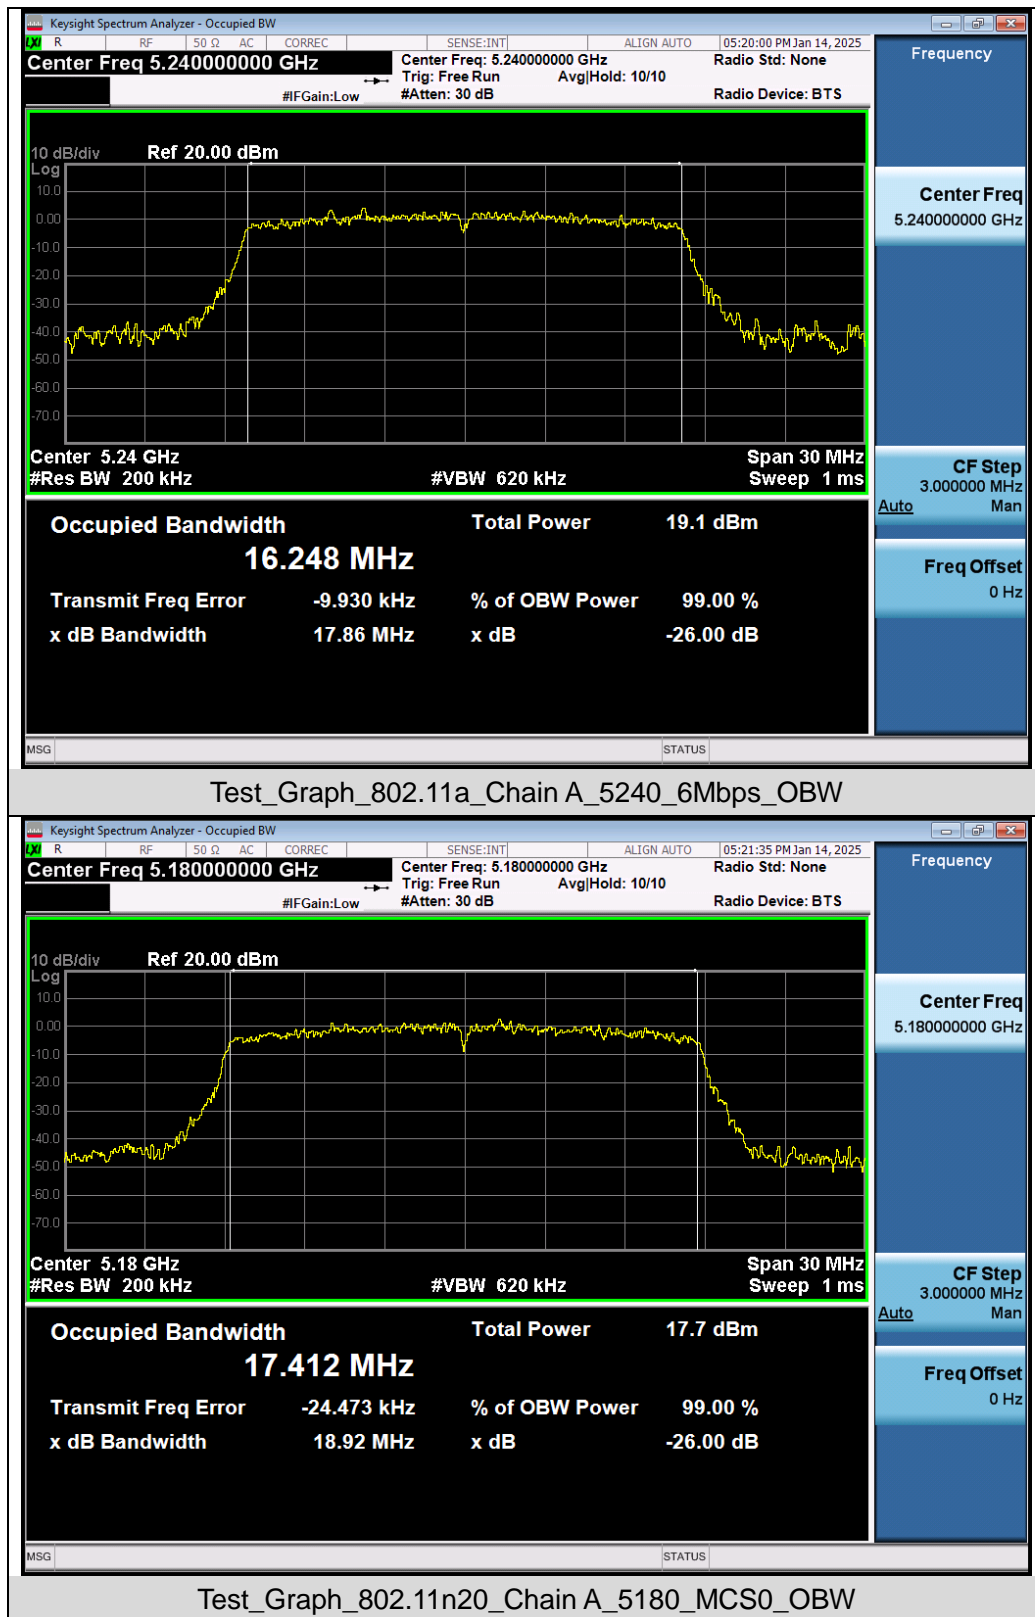 Keysight Spectrum Analyzer - Occupied BW
LXI R RF 50 Ω AC CORREC SENSE:INT ALIGN AUTO 05:20:00 PM Jan 14, 2025
Center Freq 5.240000000 GHz
Center Freq: 5.240000000 GHz Radio Std: None
Trig: Free Run Avg|Hold: 10/10
#IFGain:Low #Atten: 30 dB Radio Device: BTS
Frequency
10 dB/div Ref 20.00 dBm
Log
10.0
0.00
-10.0
-20.0
-30.0
-40.0
-50.0
-60.0
-70.0
Center Freq
5.240000000 GHz
Center 5.24 GHz Span 30 MHz
#Res BW 200 kHz #VBW 620 kHz Sweep 1 ms
CF Step
3.000000 MHz
Auto Man
Occupied Bandwidth Total Power 19.1 dBm
16.248 MHz
Freq Offset
0 Hz
Transmit Freq Error -9.930 kHz % of OBW Power 99.00 %
x dB Bandwidth 17.86 MHz x dB -26.00 dB
MSG STATUS
Test_Graph_802.11a_Chain A_5240_6Mbps_OBW
Keysight Spectrum Analyzer - Occupied BW
LXI R RF 50 Ω AC CORREC SENSE:INT ALIGN AUTO 05:21:35 PM Jan 14, 2025
Center Freq 5.180000000 GHz
Center Freq: 5.180000000 GHz Radio Std: None
Trig: Free Run Avg|Hold: 10/10
#IFGain:Low #Atten: 30 dB Radio Device: BTS
Frequency
10 dB/div Ref 20.00 dBm
Log
10.0
0.00
-10.0
-20.0
-30.0
-40.0
-50.0
-60.0
-70.0
Center Freq
5.180000000 GHz
Center 5.18 GHz Span 30 MHz
#Res BW 200 kHz #VBW 620 kHz Sweep 1 ms
CF Step
3.000000 MHz
Auto Man
Occupied Bandwidth Total Power 17.7 dBm
17.412 MHz
Freq Offset
0 Hz
Transmit Freq Error -24.473 kHz % of OBW Power 99.00 %
x dB Bandwidth 18.92 MHz x dB -26.00 dB
MSG STATUS
Test_Graph_802.11n20_Chain A_5180_MCS0_OBW